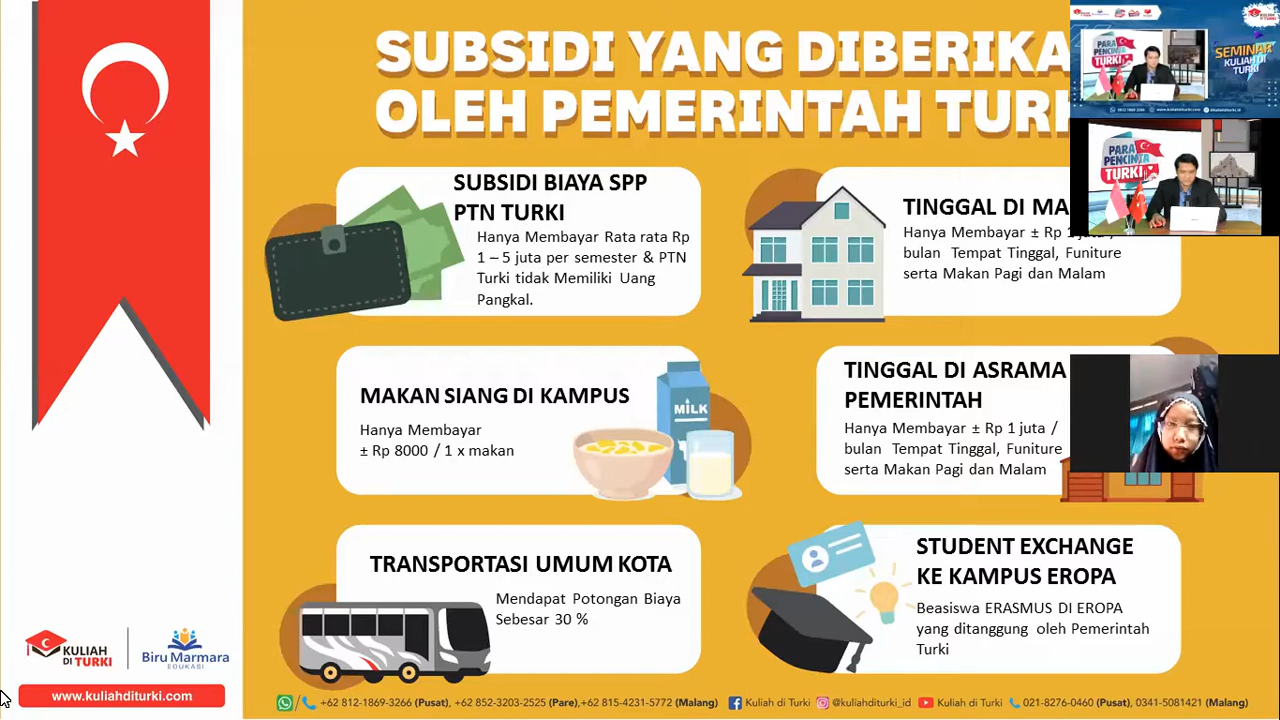 SUBSIDI YANG DIBERIKA
OLEH PEMERINTAH TURK
SUBSIDI BIAYA SPP
PTN TURKI
Hanya Membayar Rata rata Rp
1 – 5 juta per semester & PTN
Turki tidak Memiliki Uang
Pangkal.
TINGGAL DI MA
Hanya Membayar ± Rp 1 juta /
bulan Tempat Tinggal, Funiture
serta Makan Pagi dan Malam
MAKAN SIANG DI KAMPUS
Hanya Membayar
± Rp 8000 / 1 x makan
MILK
TINGGAL DI ASRAMA
PEMERINTAH
Hanya Membayar ± Rp 1 juta /
bulan Tempat Tinggal, Funiture
serta Makan Pagi dan Malam
TRANSPORTASI UMUM KOTA
Mendapat Potongan Biaya
Sebesar 30 %
STUDENT EXCHANGE
KE KAMPUS EROPA
Beasiswa ERASMUS DI EROPA
yang ditanggung oleh Pemerintah
Turki
KULIAH
DI TURKI
Biru Marmara
EDUKASI
www.kuliahditurki.com
+62 812-1869-3266 (Pusat), +62 852-3203-2525 (Pare),+62 815-4231-5772 (Malang)
Kuliah di Turki
@kuliahditurki_id
Kuliah di Turki
021-8276-0460 (Pusat), 0341-5081421 (Malang)
PARA
PENCINTA
TURKI
SEMINAR
KULIAH DI
TURKI
PARA
PENCINTA
TURKI